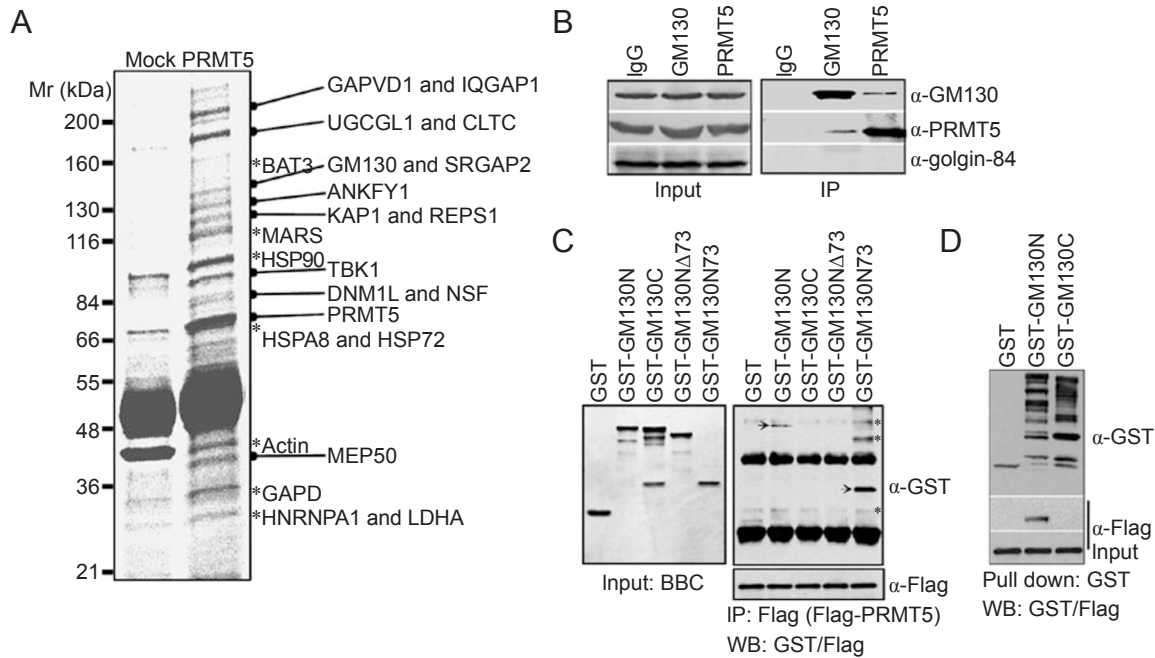 A
Mock PRMT5
Mr (kDa)
200
160
130
116
84
66
55
48
36
21
GAPVD1 and IQGAP1
UGCGL1 and CLTC
*BAT3
GM130 and SRGAP2
ANKFY1
KAP1 and REPS1
*MARS
*HSP90
TBK1
DNM1L and NSF
PRMT5
*HSPA8 and HSP72
*Actin
MEP50
*GAPD
*HNRNPA1 and LDHA
B
IgG
GM130
PRMT5
IgG
GM130
PRMT5
α-GM130
α-PRMT5
α-golgin-84
Input
IP
C
GST
GST-GM130N
GST-GM130C
GST-GM130NΔ73
GST-GM130N73
GST
GST-GM130N
GST-GM130C
GST-GM130NΔ73
GST-GM130N73
*
*
α-GST
*
Input: BBC
α-Flag
IP: Flag (Flag-PRMT5)
WB: GST/Flag
D
GST
GST-GM130N
GST-GM130C
α-GST
α-Flag
Input
Pull down: GST
WB: GST/Flag